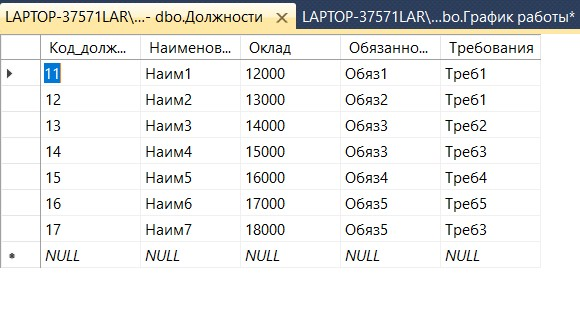 LAPTOP-37571LAR\...- dbo.Должности LAPTOP-37571LAR\...bo.График работы*
Код_долж... Наименов... Оклад Обязанно... Требования
11 Наим1 12000 Обяз1 Треб1
12 Наим2 13000 Обяз2 Треб1
13 Наим3 14000 Обяз3 Треб2
14 Наим4 15000 Обяз3 Треб3
15 Наим5 16000 Обяз4 Треб4
16 Наим6 17000 Обяз5 Треб5
17 Наим7 18000 Обяз5 Треб3
NULL NULL NULL NULL NULL